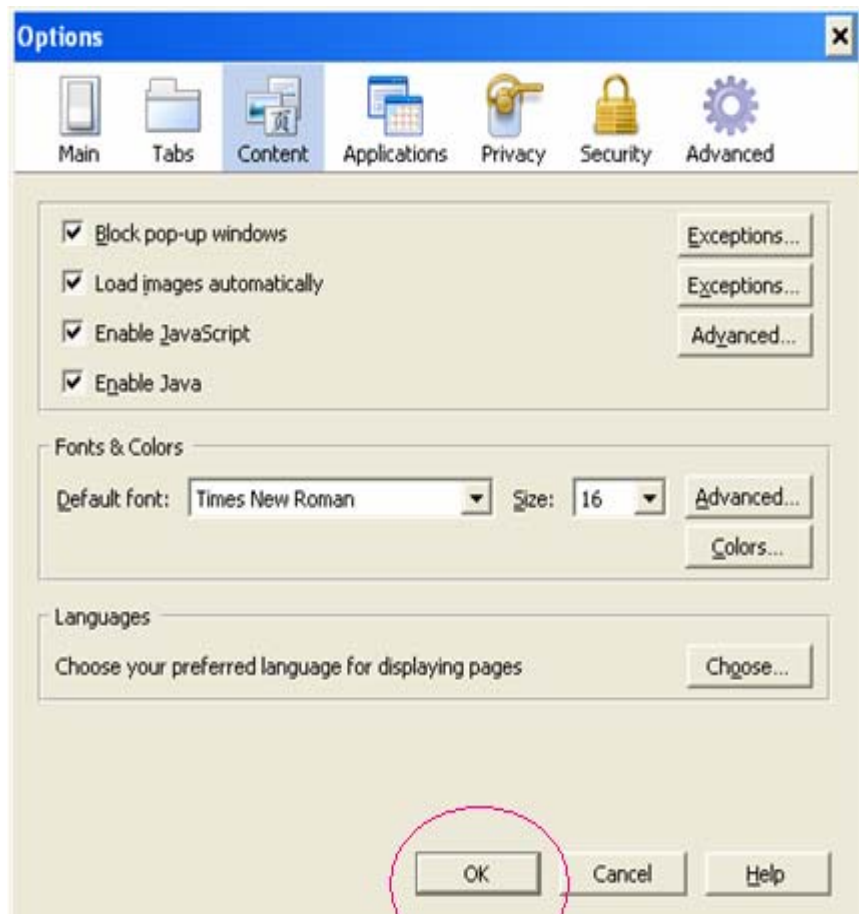 Options
Main Tabs Content Applications Privacy Security Advanced
Block pop-up windows Exceptions...
Load images automatically Exceptions...
Enable JavaScript Advanced...
Enable Java
Fonts & Colors
Default font: Times New Roman Size: 16 Advanced...
Colors...
Languages
Choose your preferred language for displaying pages Choose...
OK Cancel Help